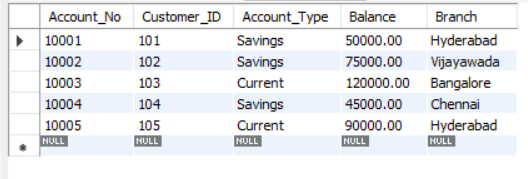 Account_No Customer_ID Account_Type Balance Branch
10001 101 Savings 50000.00 Hyderabad
10002 102 Savings 75000.00 Vijayawada
10003 103 Current 120000.00 Bangalore
10004 104 Savings 45000.00 Chennai
10005 105 Current 90000.00 Hyderabad
NULL NULL NULL NULL NULL